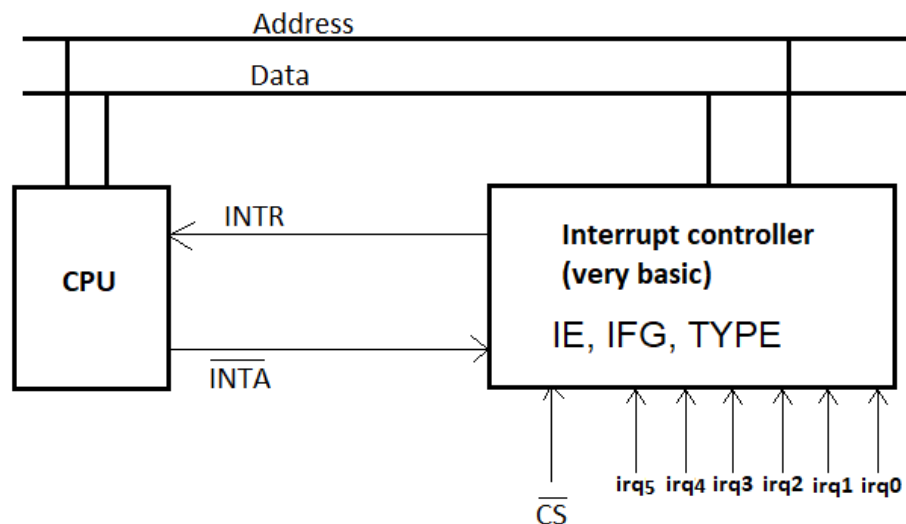 Address
Data
INTR
Interrupt controller
(very basic)
CPU
IE, IFG, TYPE
INTA
irq5 irq4 irq3 irq2 irq1 irq0
CS